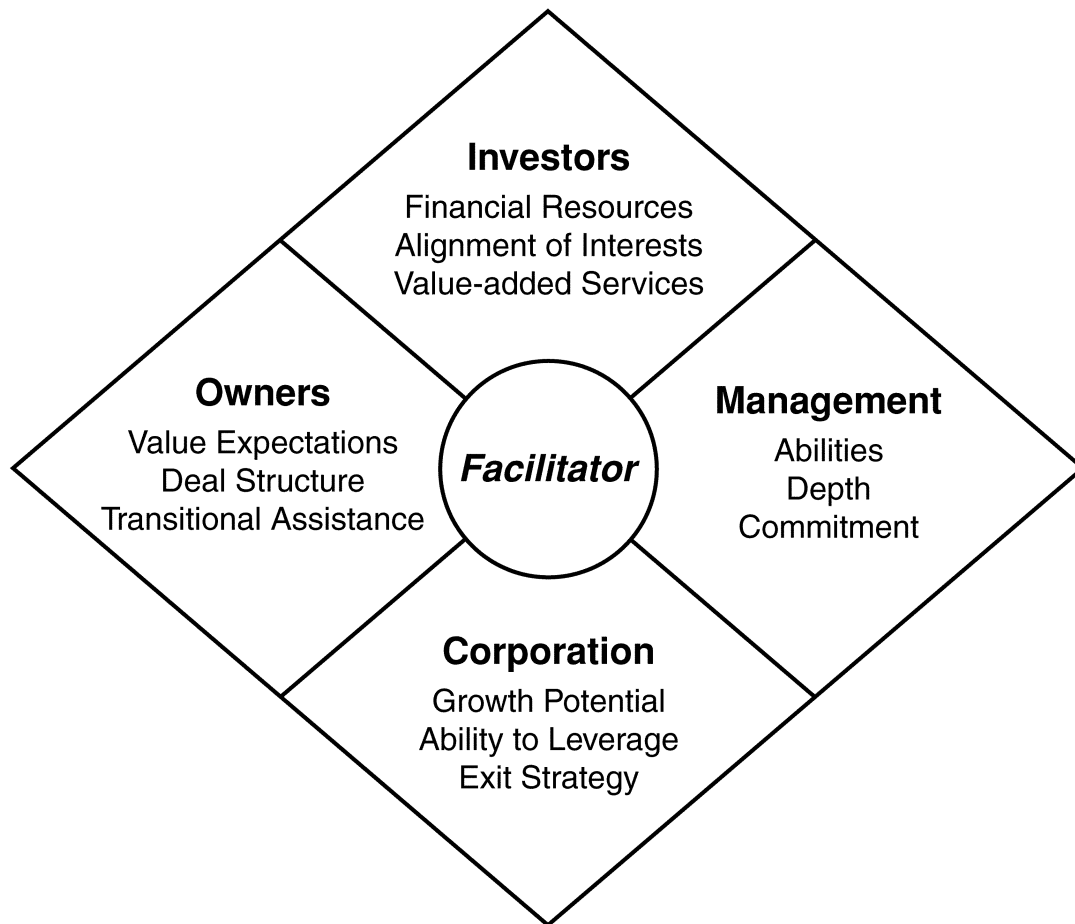 Investors
Financial Resources
Alignment of Interests
Value-added Services
Owners
Value Expectations
Deal Structure
Transitional Assistance
Facilitator
Management
Abilities
Depth
Commitment
Corporation
Growth Potential
Ability to Leverage
Exit Strategy